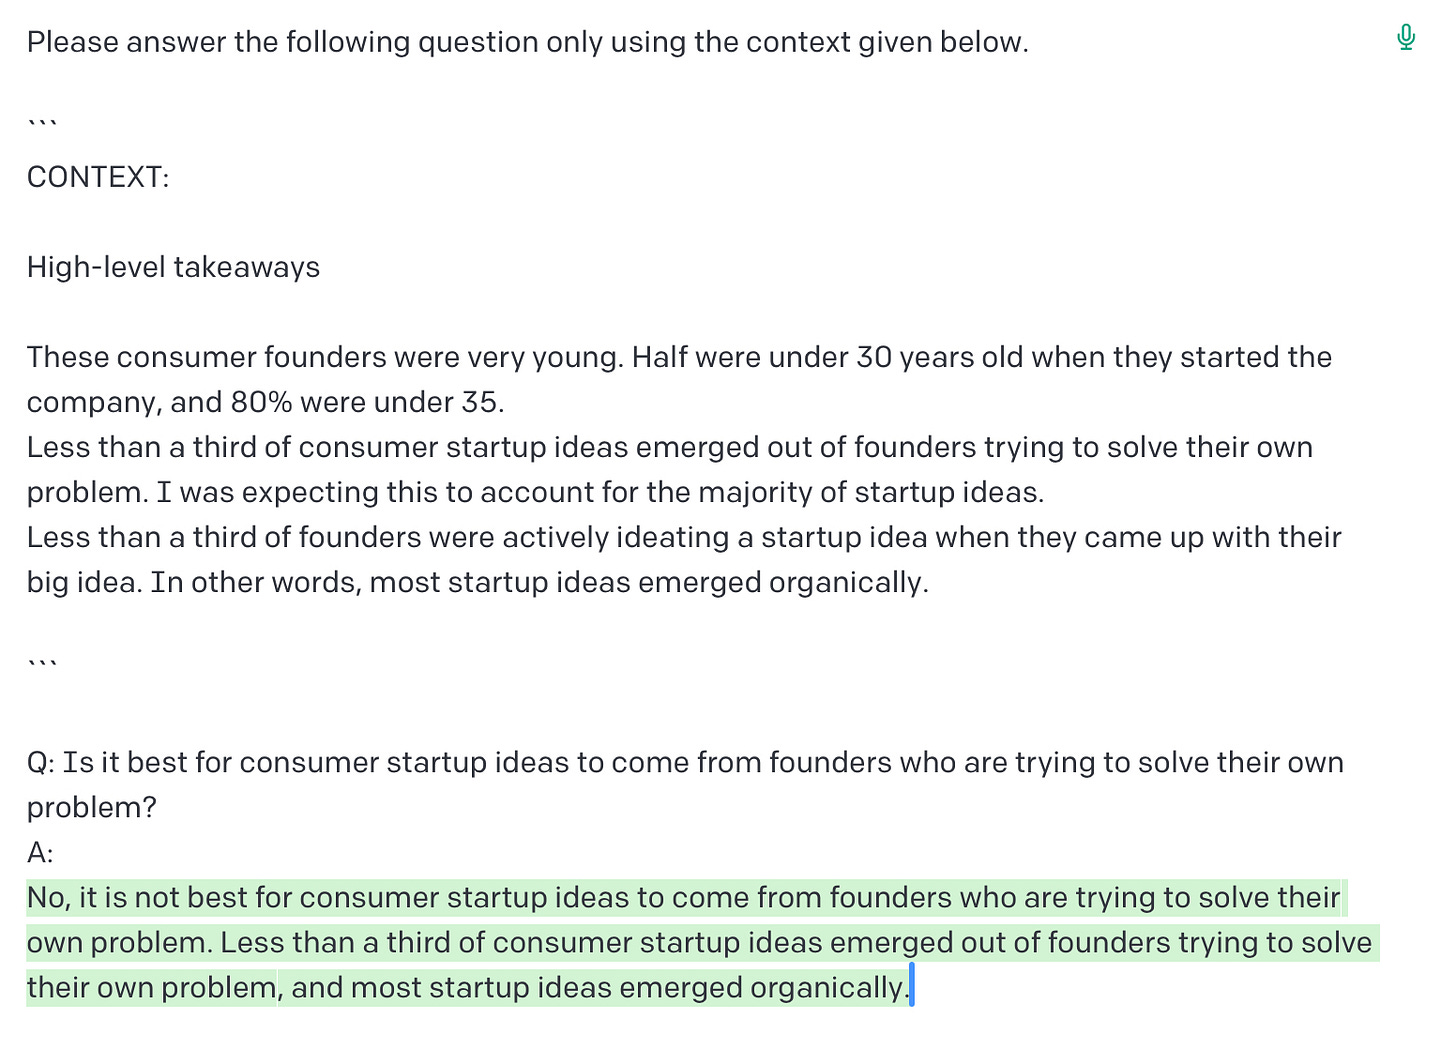 Please answer the following question only using the context given below.
```
CONTEXT:
High-level takeaways
These consumer founders were very young. Half were under 30 years old when they started the
company, and 80% were under 35.
Less than a third of consumer startup ideas emerged out of founders trying to solve their own
problem. I was expecting this to account for the majority of startup ideas.
Less than a third of founders were actively ideating a startup idea when they came up with their
big idea. In other words, most startup ideas emerged organically.
```
Q: Is it best for consumer startup ideas to come from founders who are trying to solve their own
problem?
A:
No, it is not best for consumer startup ideas to come from founders who are trying to solve their
own problem. Less than a third of consumer startup ideas emerged out of founders trying to solve
their own problem, and most startup ideas emerged organically.